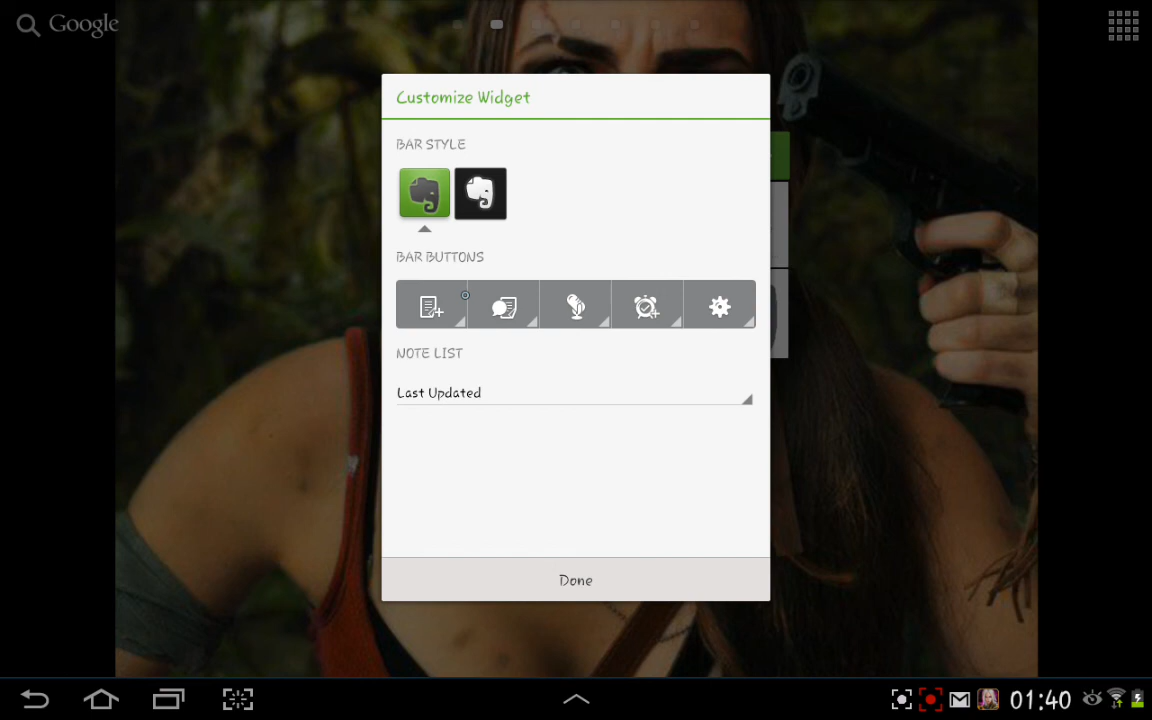 Google
Customize Widget
BAR STYLE
BAR BUTTONS
NOTE LIST
Last Updated
Done
01:40